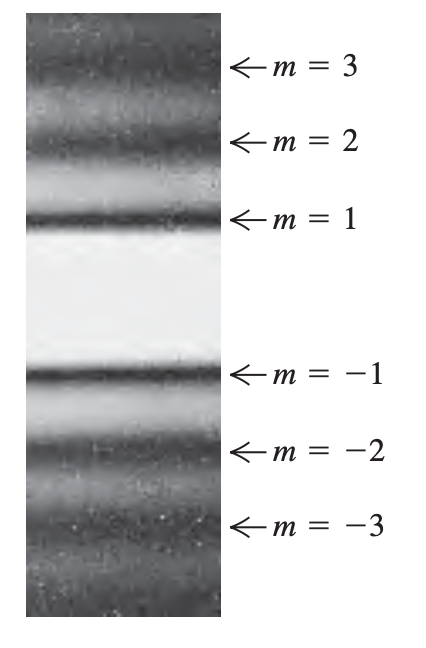 ← m = 3
← m = 2
← m = 1
← m = −1
← m = −2
← m = −3